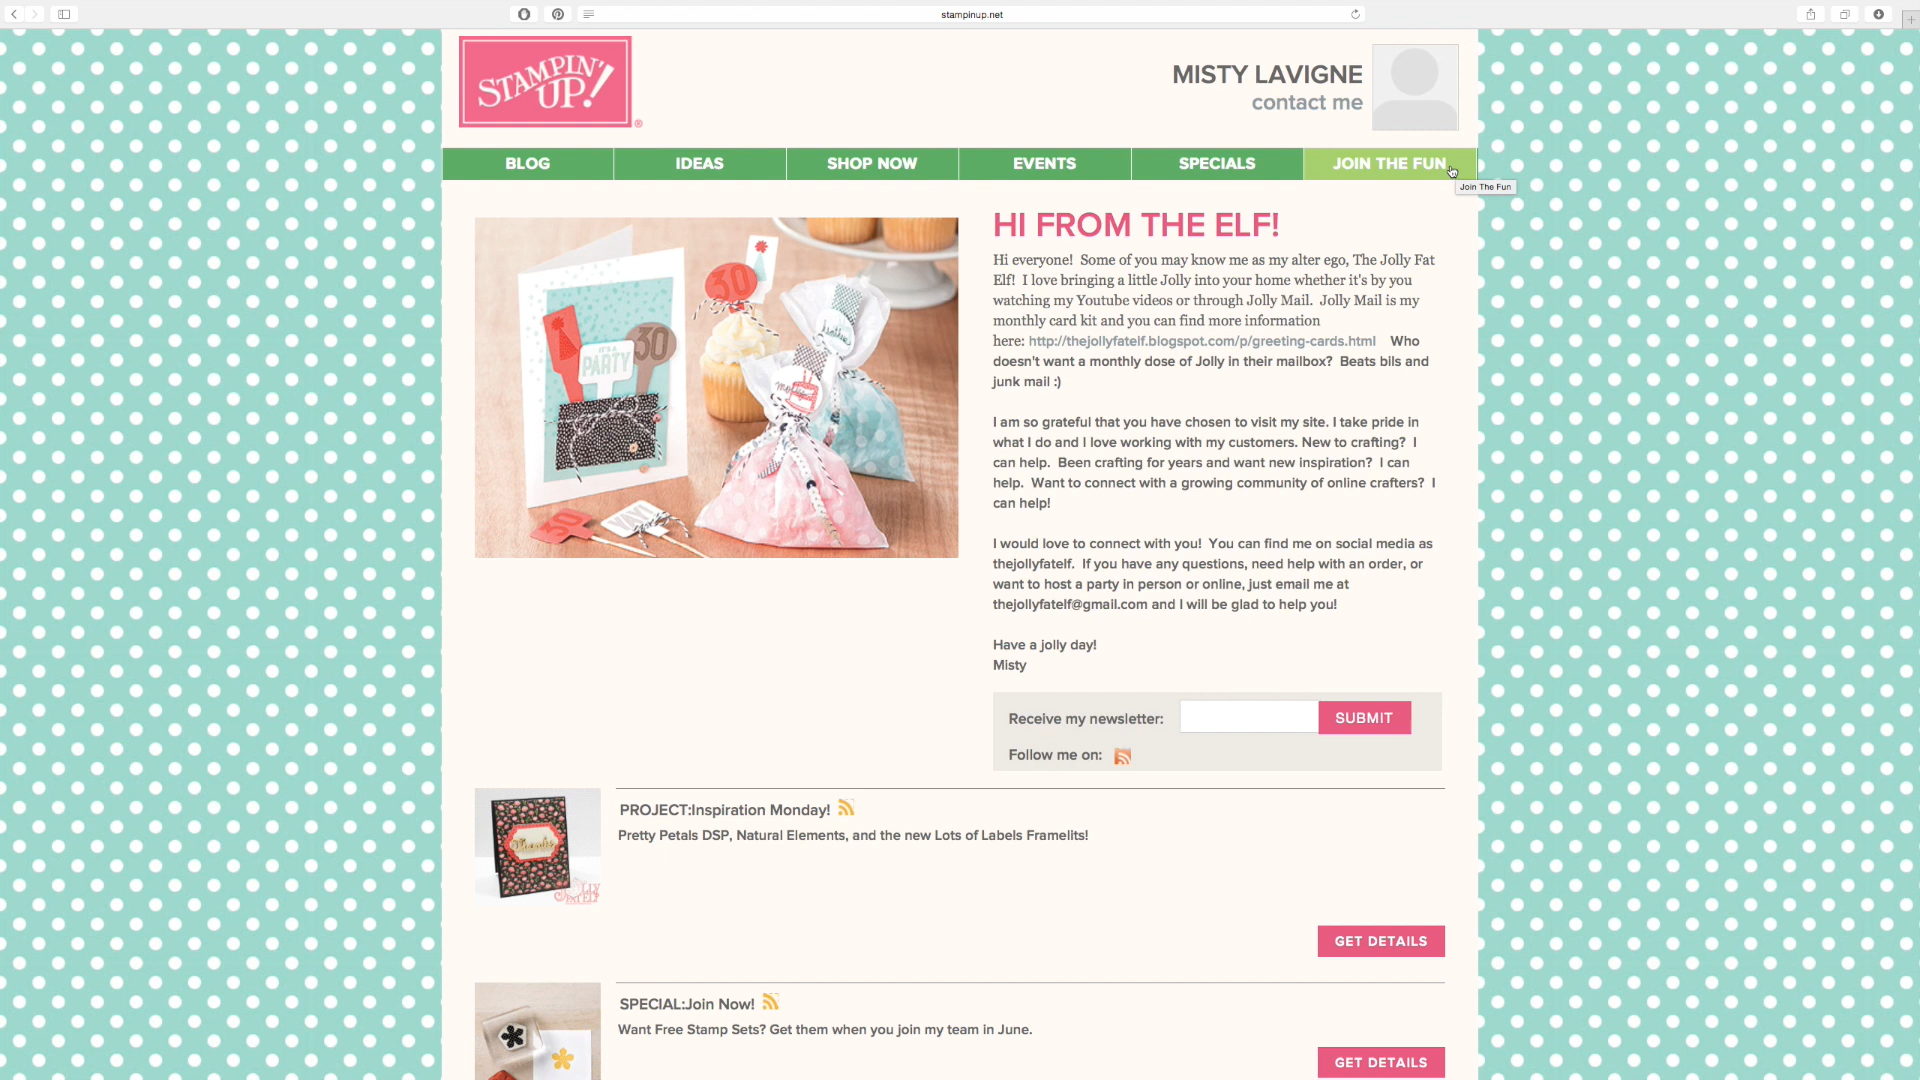 stampinup.net
STAMPIN' UP!®
MISTY LAVIGNE
contact me
BLOG
IDEAS
SHOP NOW
EVENTS
SPECIALS
JOIN THE FUN
Join The Fun
IT'S A
PARTY
30
30
30
YAY!
HI FROM THE ELF!
Hi everyone!  Some of you may know me as my alter ego, The Jolly Fat
Elf!  I love bringing a little Jolly into your home whether it's by you
watching my Youtube videos or through Jolly Mail.  Jolly Mail is my
monthly card kit and you can find more information
here: http://thejollyfatelf.blogspot.com/p/greeting-cards.html    Who
doesn't want a monthly dose of Jolly in their mailbox?  Beats bils and
junk mail :)
I am so grateful that you have chosen to visit my site. I take pride in
what I do and I love working with my customers. New to crafting?  I
can help.  Been crafting for years and want new inspiration?  I can
help.  Want to connect with a growing community of online crafters?  I
can help!
I would love to connect with you!  You can find me on social media as
thejollyfatelf.  If you have any questions, need help with an order, or
want to host a party in person or online, just email me at
thejollyfatelf@gmail.com and I will be glad to help you!
Have a jolly day!
Misty
Receive my newsletter:
SUBMIT
Follow me on:
PROJECT:Inspiration Monday!
Pretty Petals DSP, Natural Elements, and the new Lots of Labels Framelits!
JOLLY
FAT ELF
GET DETAILS
SPECIAL:Join Now!
Want Free Stamp Sets? Get them when you join my team in June.
GET DETAILS